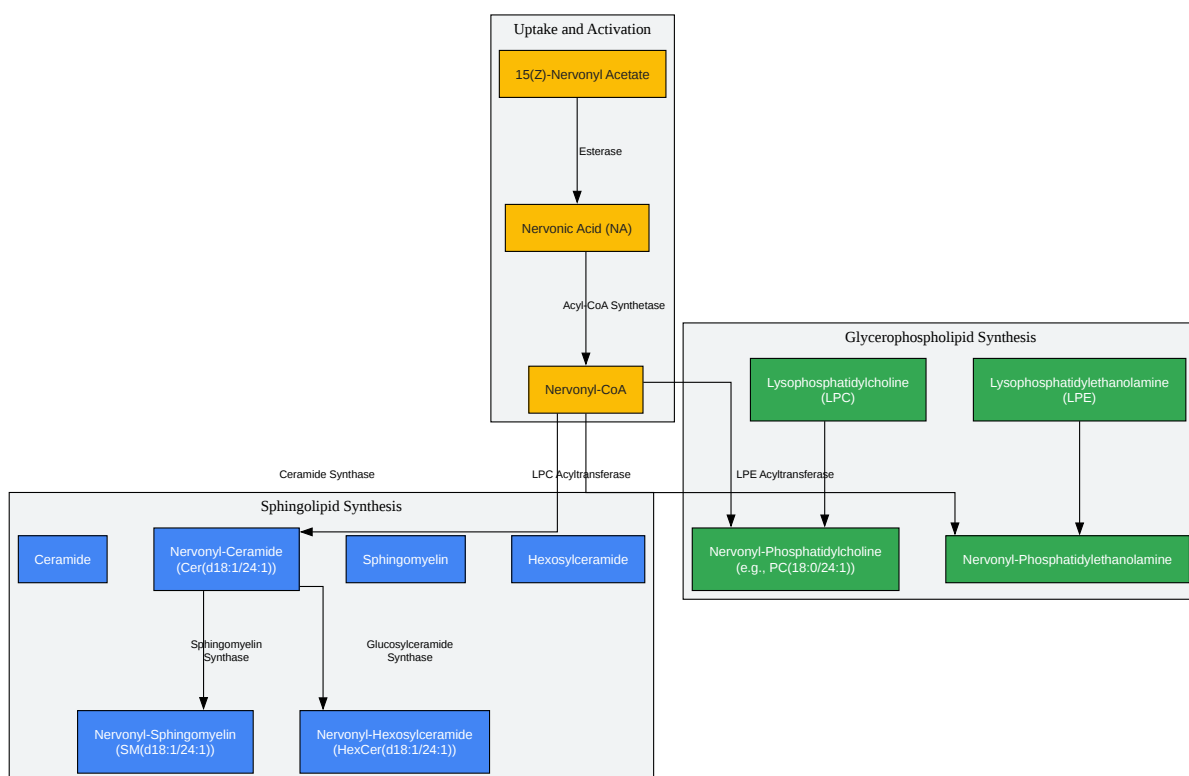 Uptake and Activation
15(Z)-Nervonyl Acetate
Esterase
Nervonic Acid (NA)
Acyl-CoA Synthetase
Nervonyl-CoA
Glycerophospholipid Synthesis
Lysophosphatidylcholine
(LPC)
Lysophosphatidylethanolamine
(LPE)
Ceramide Synthase
LPC Acyltransferase
LPE Acyltransferase
Nervonyl-Phosphatidylcholine
(e.g., PC(18:0/24:1))
Nervonyl-Phosphatidylethanolamine
Sphingolipid Synthesis
Ceramide
Nervonyl-Ceramide
(Cer(d18:1/24:1))
Sphingomyelin
Hexosylceramide
Sphingomyelin
Synthase
Glucosylceramide
Synthase
Nervonyl-Sphingomyelin
(SM(d18:1/24:1))
Nervonyl-Hexosylceramide
(HexCer(d18:1/24:1))